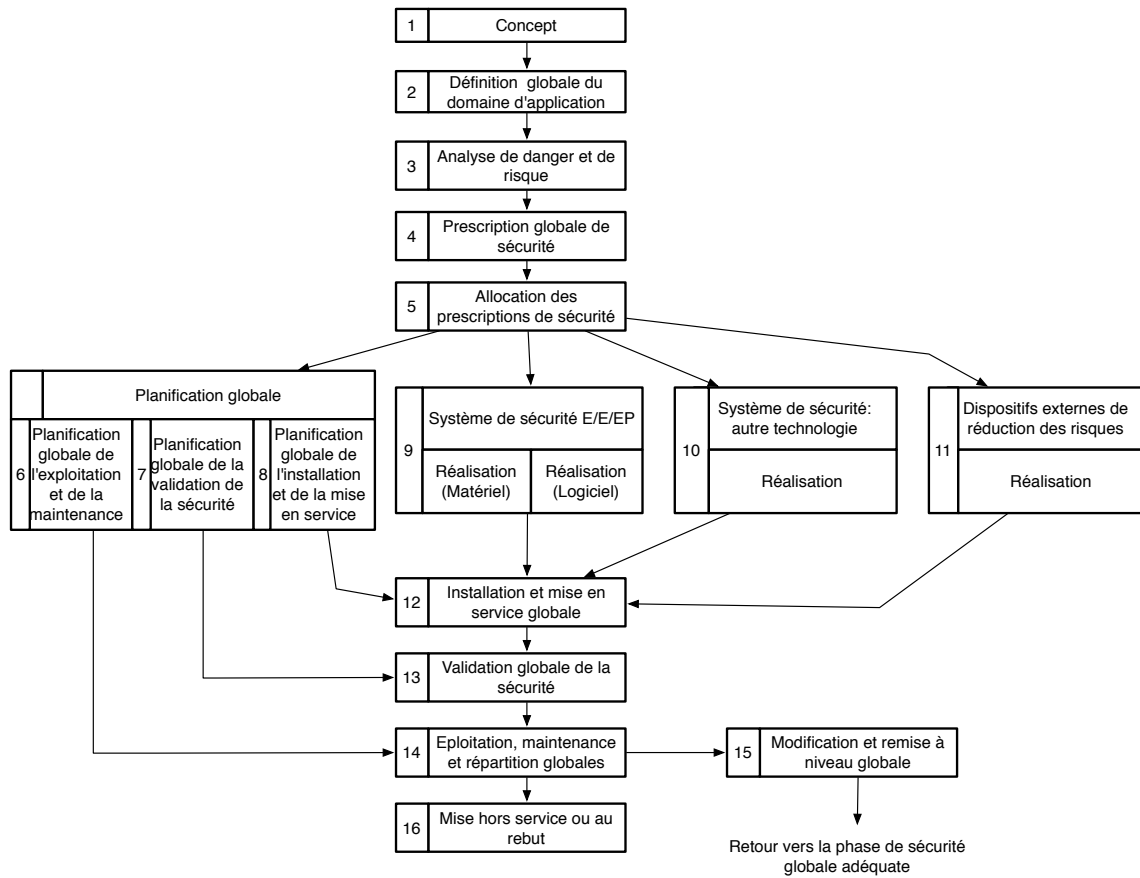 1
Concept
2
Définition globale du
domaine d'application
3
Analyse de danger et de
risque
4
Prescription globale de
sécurité
5
Allocation des
prescriptions de sécurité
Planification globale
6
Planification
globale de
l'exploitation
et de la
maintenance
7
Planification
globale de la
validation de
la sécurité
8
Planification
globale de
l'installation
et de la mise
en service
9
Système de sécurité E/E/EP
Réalisation
(Matériel)
Réalisation
(Logiciel)
10
Système de sécurité:
autre technologie
Réalisation
11
Dispositifs externes de
réduction des risques
Réalisation
12
Installation et mise en
service globale
13
Validation globale de la
sécurité
14
Eploitation, maintenance
et répartition globales
15
Modification et remise à
niveau globale
16
Mise hors service ou au
rebut
Retour vers la phase de sécurité
globale adéquate